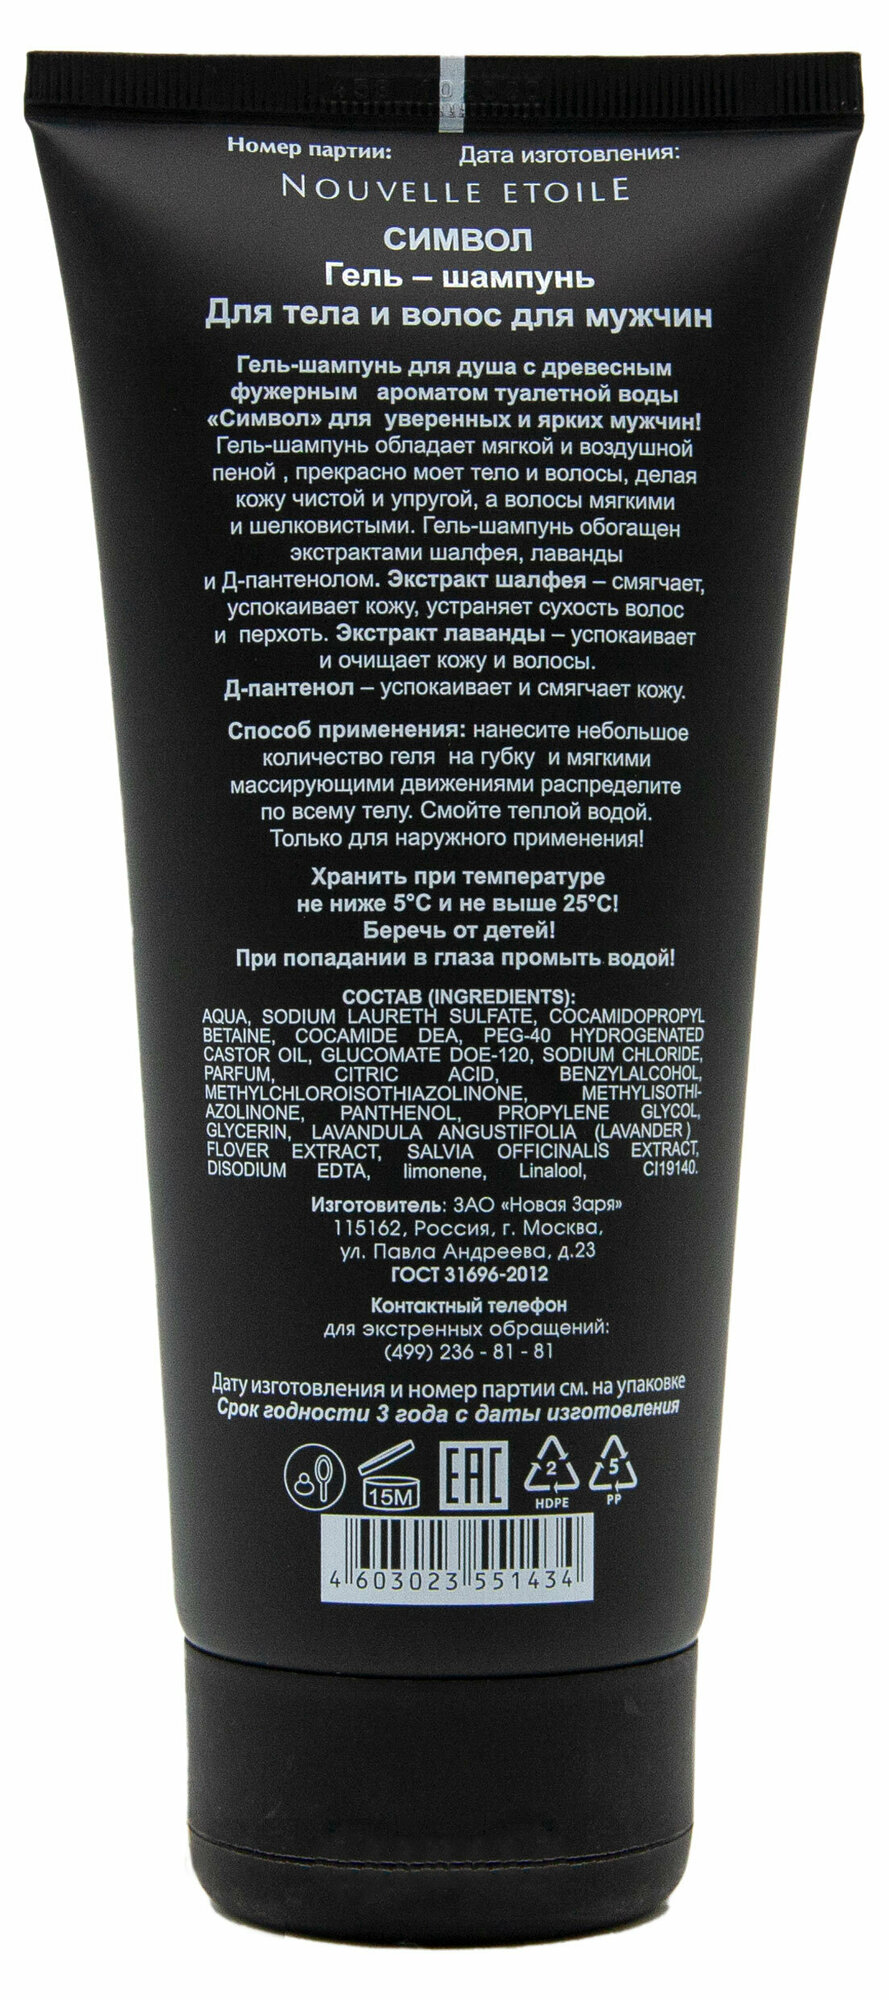 Номер партии: Дата изготовления:
NOUVELLE ETOILE
СИМВОЛ
Гель – шампунь
Для тела и волос для мужчин
Гель-шампунь для душа с древесным
фужерным ароматом туалетной воды
«Символ» для уверенных и ярких мужчин!
Гель-шампунь обладает мягкой и воздушной
пеной , прекрасно моет тело и волосы, делая
кожу чистой и упругой, а волосы мягкими
и шелковистыми. Гель-шампунь обогащен
экстрактами шалфея, лаванды
и Д-пантенолом. Экстракт шалфея – смягчает,
успокаивает кожу, устраняет сухость волос
и перхоть. Экстракт лаванды – успокаивает
и очищает кожу и волосы.
Д-пантенол – успокаивает и смягчает кожу.
Способ применения: нанесите небольшое
количество геля на губку и мягкими
массирующими движениями распределите
по всему телу. Смойте теплой водой.
Только для наружного применения!
Хранить при температуре
не ниже 5°С и не выше 25°С!
Беречь от детей!
При попадании в глаза промыть водой!
СОСТАВ (INGREDIENTS):
AQUA, SODIUM LAURETH SULFATE, COCAMIDOPROPYL
BETAINE, COCAMIDE DEA, PEG-40 HYDROGENATED
CASTOR OIL, GLUCOMATE DOE-120, SODIUM CHLORIDE,
PARFUM, CITRIC ACID, BENZYLALCOHOL,
METHYLCHLOROISOTHIAZOLINONE, METHYLISOTHI-
AZOLINONE, PANTHENOL, PROPYLENE GLYCOL,
GLYCERIN, LAVANDULA ANGUSTIFOLIA (LAVANDER)
FLOVER EXTRACT, SALVIA OFFICINALIS EXTRACT,
DISODIUM EDTA, limonene, Linalool, CI19140.
Изготовитель: ЗАО «Новая Заря»
115162, Россия, г. Москва,
ул. Павла Андреева, д.23
ГОСТ 31696-2012
Контактный телефон
для экстренных обращений:
(499) 236 - 81 - 81
Дату изготовления и номер партии см. на упаковке
Срок годности 3 года с даты изготовления
15M EAC 2 HDPE 5 PP
4 603023 551434